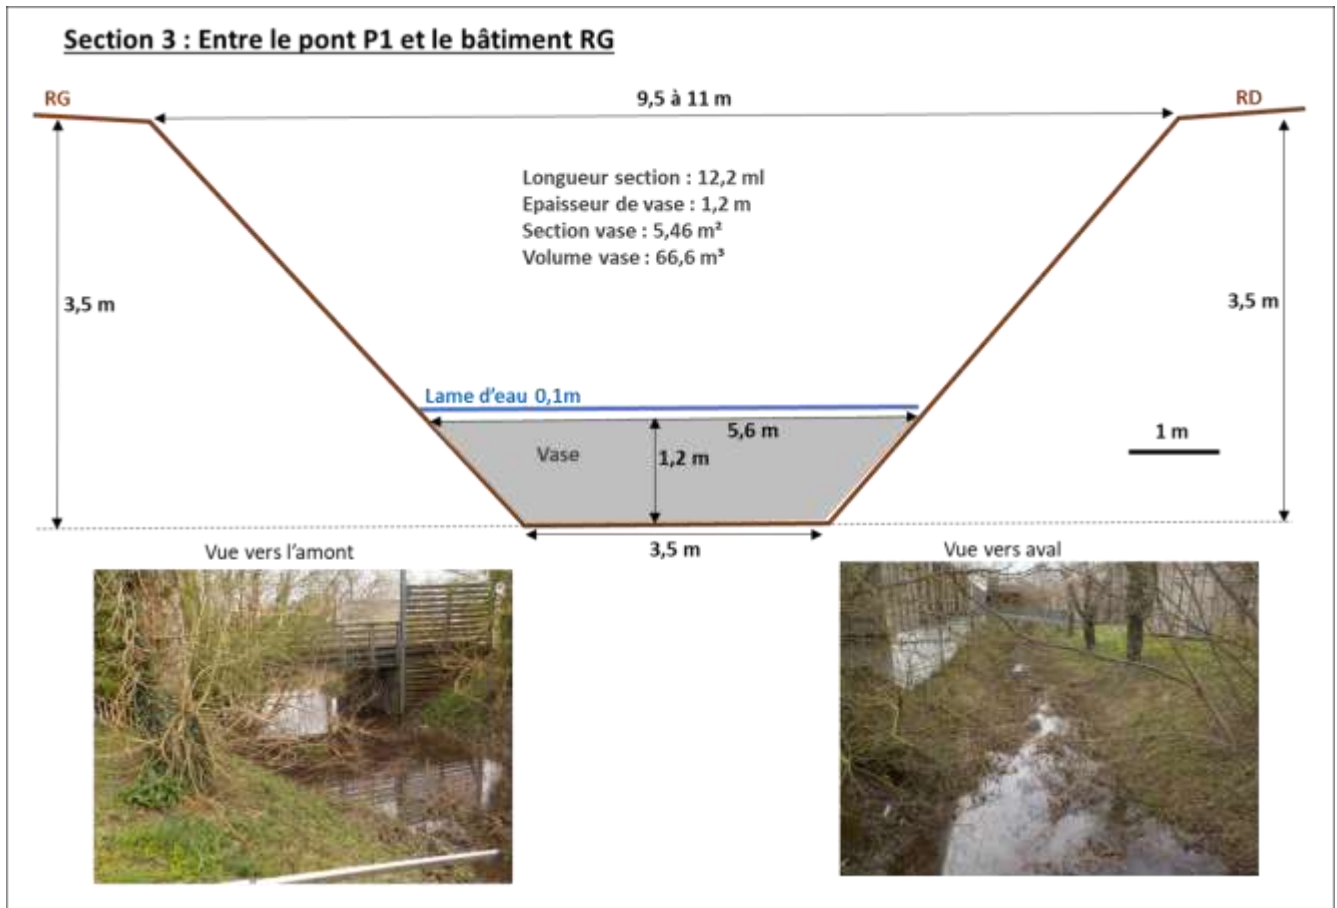 Section 3 : Entre le pont P1 et le bâtiment RG
RG
9,5 à 11 m
RD
Longueur section : 12,2 ml
Epaisseur de vase : 1,2 m
Section vase : 5,46 m²
Volume vase : 66,6 m³
3,5 m
3,5 m
Lame d'eau 0,1m
5,6 m
1 m
Vase
1,2 m
3,5 m
Vue vers l'amont
Vue vers aval